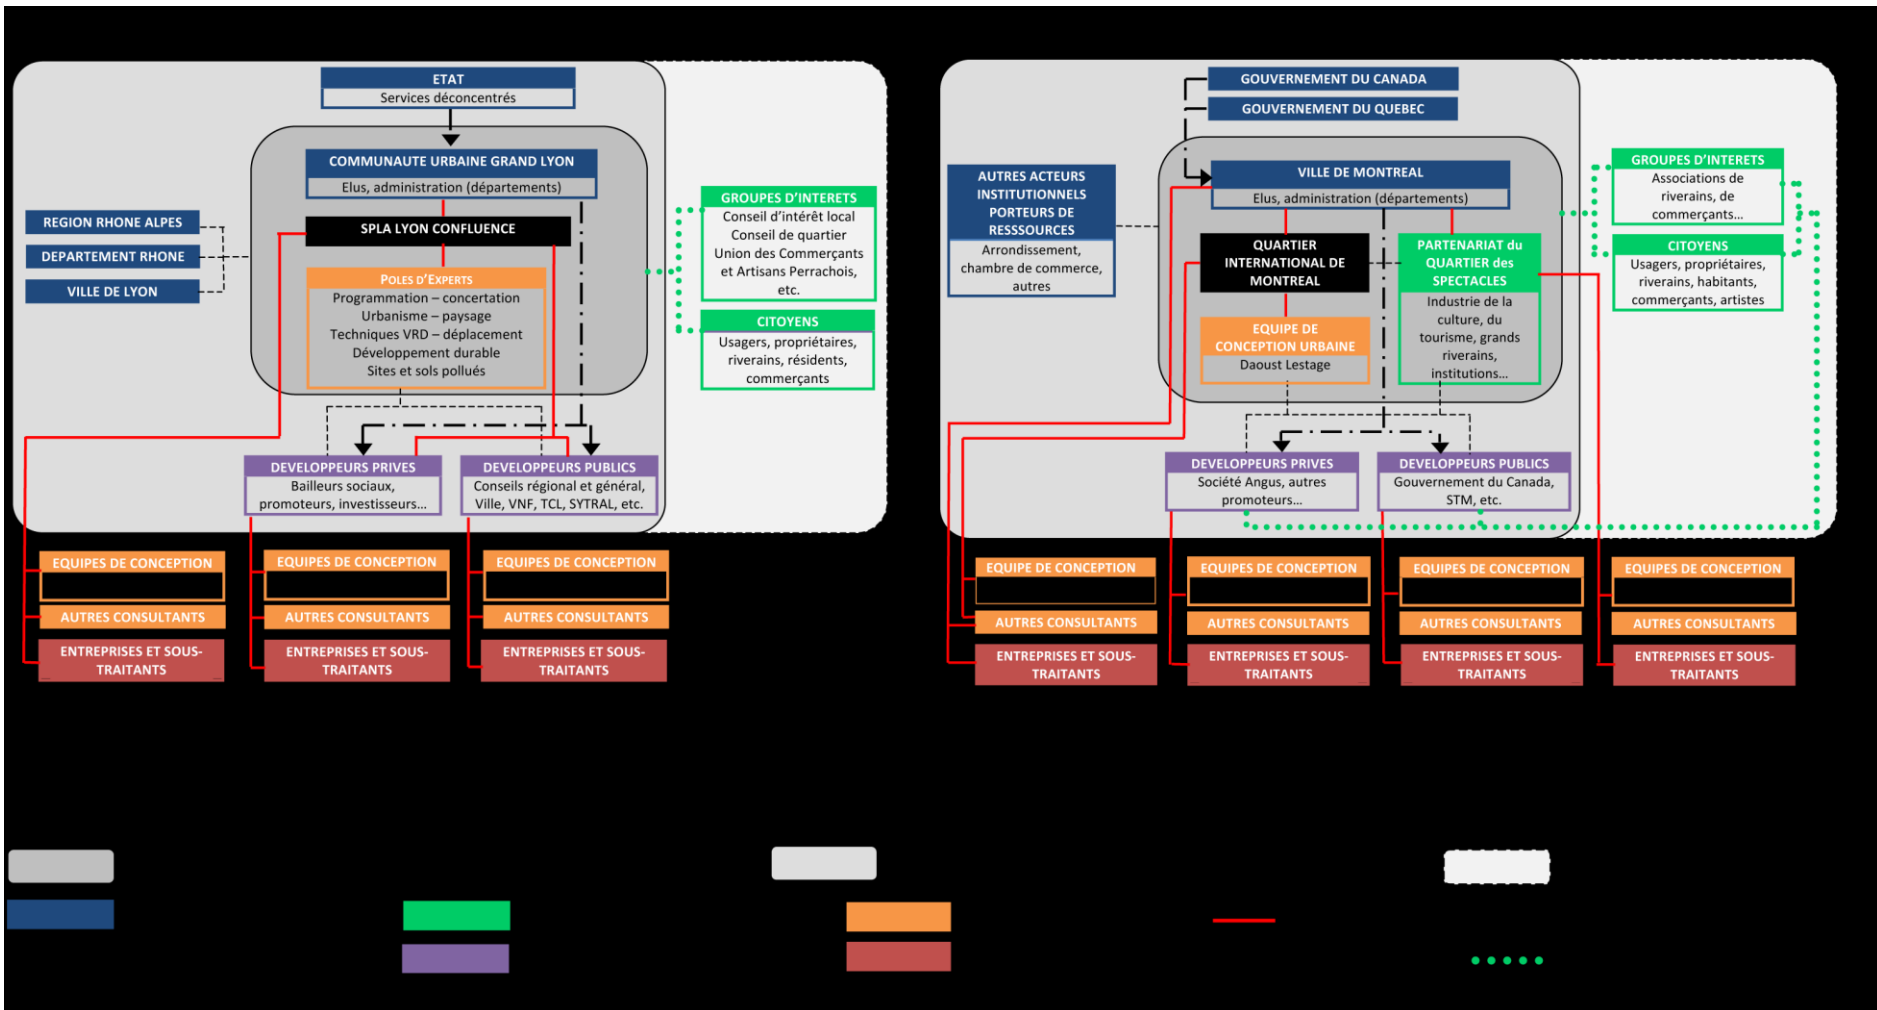 ETAT
Services déconcentrés
COMMUNAUTE URBAINE GRAND LYON
Elus, administration (départements)
REGION RHONE ALPES
DEPARTEMENT RHONE
VILLE DE LYON
SPLA LYON CONFLUENCE
POLES D'EXPERTS
Programmation – concertation
Urbanisme – paysage
Techniques VRD – déplacement
Développement durable
Sites et sols pollués
GROUPES D'INTERETS
Conseil d'intérêt local
Conseil de quartier
Union des Commerçants
et Artisans Perrachois,
etc.
CITOYENS
Usagers, propriétaires,
riverains, résidents,
commerçants
DEVELOPPEURS PRIVES
Bailleurs sociaux,
promoteurs, investisseurs...
DEVELOPPEURS PUBLICS
Conseils régional et général,
Ville, VNF, TCL, SYTRAL, etc.
EQUIPES DE CONCEPTION
AUTRES CONSULTANTS
ENTREPRISES ET SOUS-
TRAITANTS
EQUIPES DE CONCEPTION
AUTRES CONSULTANTS
ENTREPRISES ET SOUS-
TRAITANTS
EQUIPES DE CONCEPTION
AUTRES CONSULTANTS
ENTREPRISES ET SOUS-
TRAITANTS
GOUVERNEMENT DU CANADA
GOUVERNEMENT DU QUEBEC
AUTRES ACTEURS
INSTITUTIONNELS
PORTEURS DE
RESSSOURCES
Arrondissement,
chambre de commerce,
autres
VILLE DE MONTREAL
Elus, administration (départements)
QUARTIER
INTERNATIONAL DE
MONTREAL
EQUIPE DE
CONCEPTION URBAINE
Daoust Lestage
PARTENARIAT du
QUARTIER des
SPECTACLES
Industrie de la
culture, du
tourisme, grands
riverains,
institutions...
GROUPES D'INTERETS
Associations de
riverains, de
commerçants...
CITOYENS
Usagers, propriétaires,
riverains, habitants,
commerçants, artistes
DEVELOPPEURS PRIVES
Société Angus, autres
promoteurs...
DEVELOPPEURS PUBLICS
Gouvernement du Canada,
STM, etc.
EQUIPE DE CONCEPTION
AUTRES CONSULTANTS
ENTREPRISES ET SOUS-
TRAITANTS
EQUIPES DE CONCEPTION
AUTRES CONSULTANTS
ENTREPRISES ET SOUS-
TRAITANTS
EQUIPES DE CONCEPTION
AUTRES CONSULTANTS
ENTREPRISES ET SOUS-
TRAITANTS
EQUIPES DE CONCEPTION
AUTRES CONSULTANTS
ENTREPRISES ET SOUS-
TRAITANTS